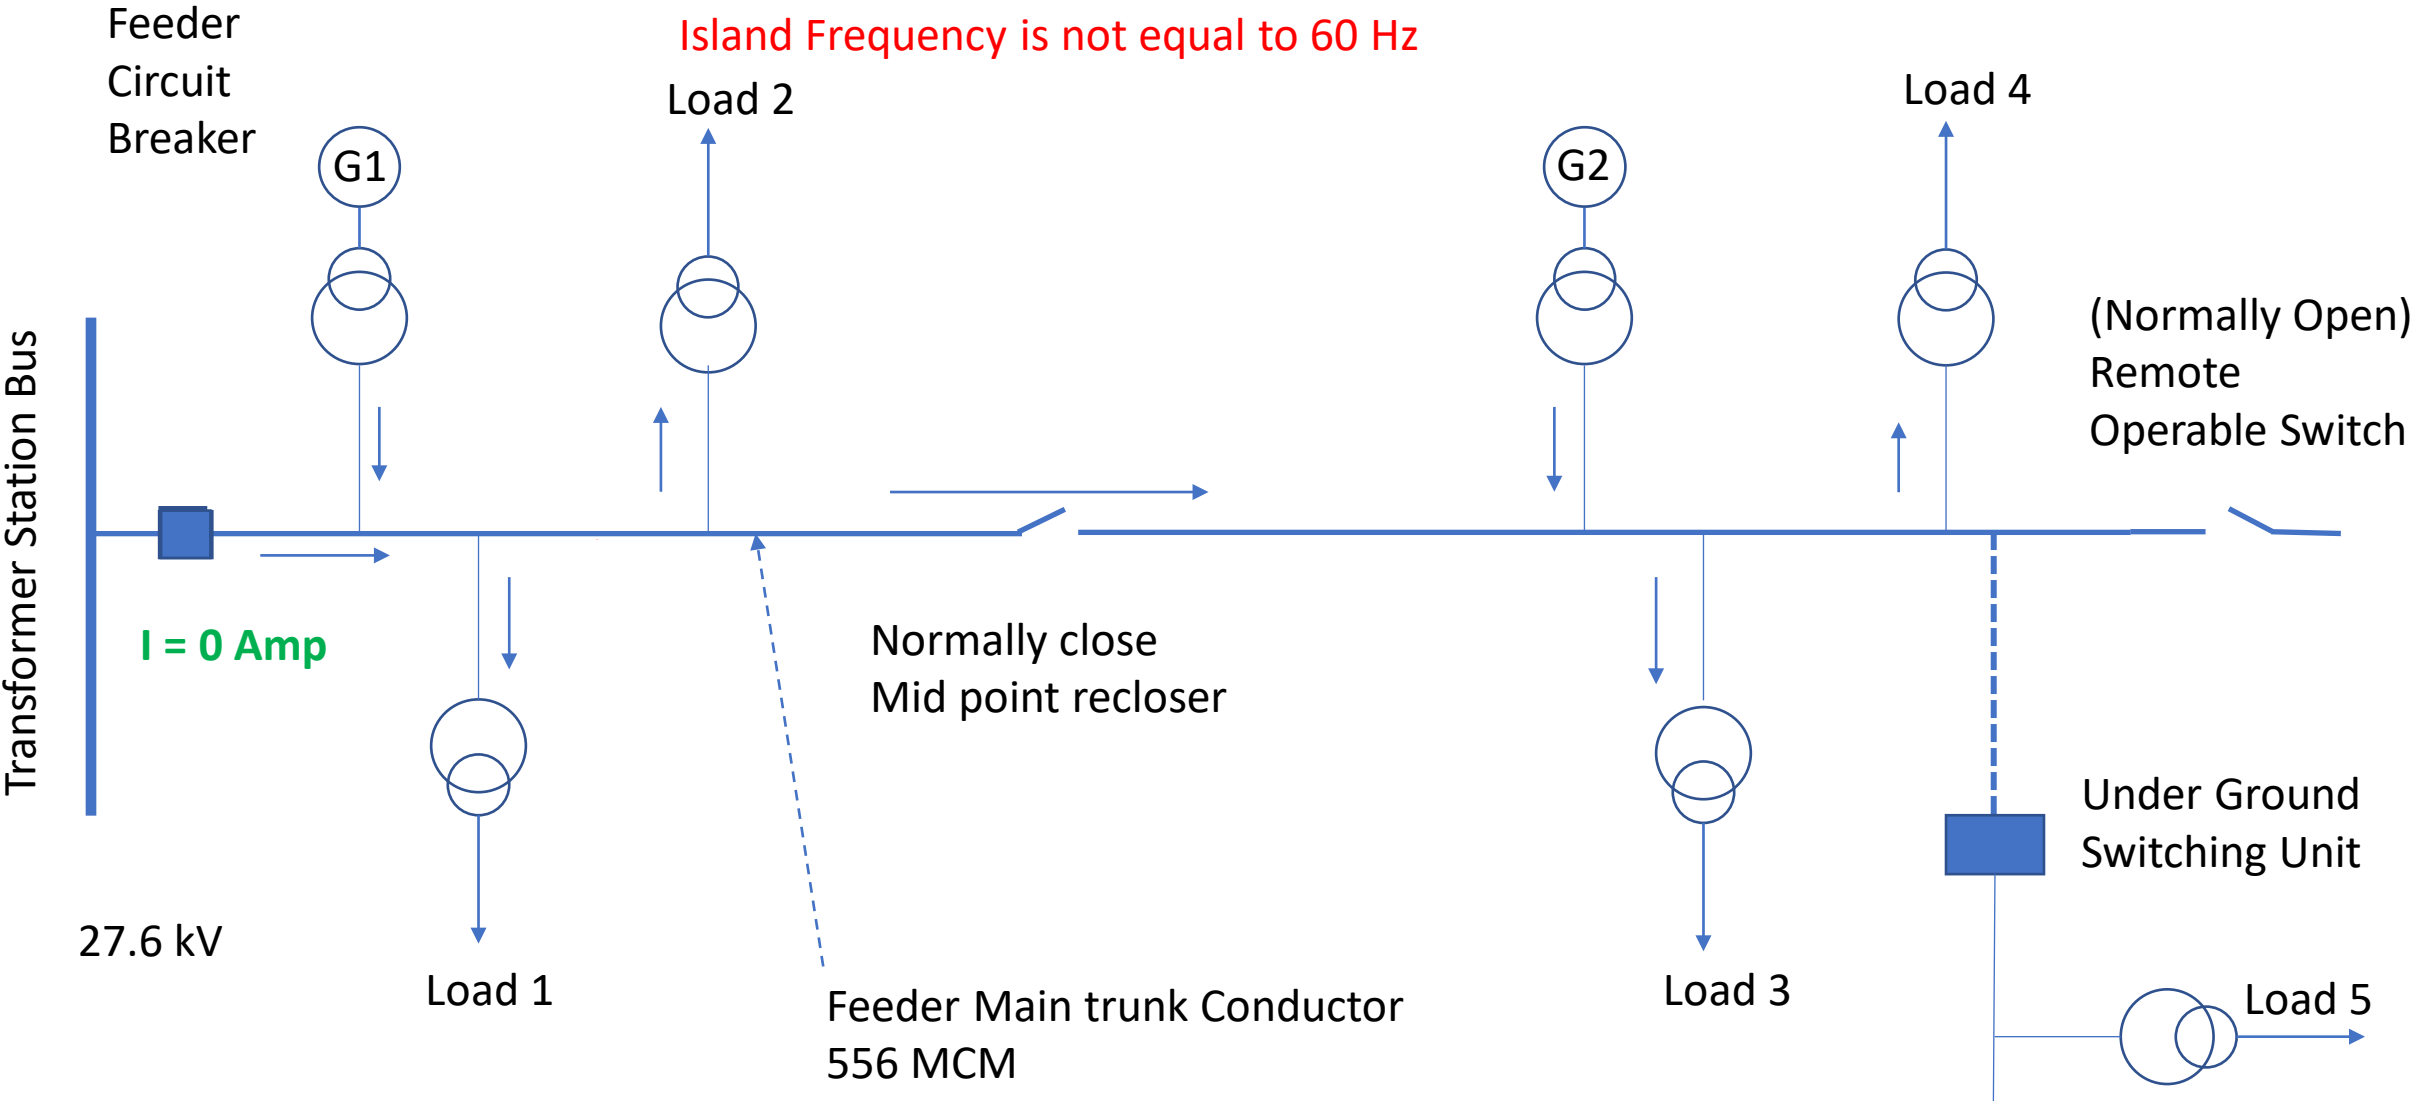 Feeder
Circuit
Breaker
Island Frequency is not equal to 60 Hz
Load 2
Load 4
G1
G2
(Normally Open)
Remote
Operable Switch
Transformer Station Bus
I = 0 Amp
Normally close
Mid point recloser
Under Ground
Switching Unit
27.6 kV
Load 1
Feeder Main trunk Conductor
556 MCM
Load 3
Load 5